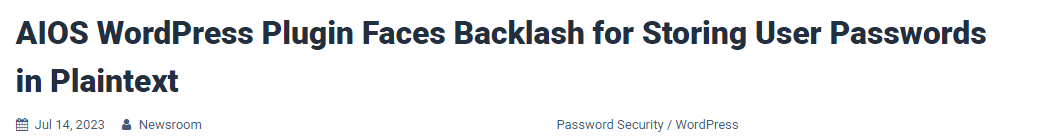 AIOS WordPress Plugin Faces Backlash for Storing User Passwords
in Plaintext
Jul 14, 2023 Newsroom Password Security / WordPress